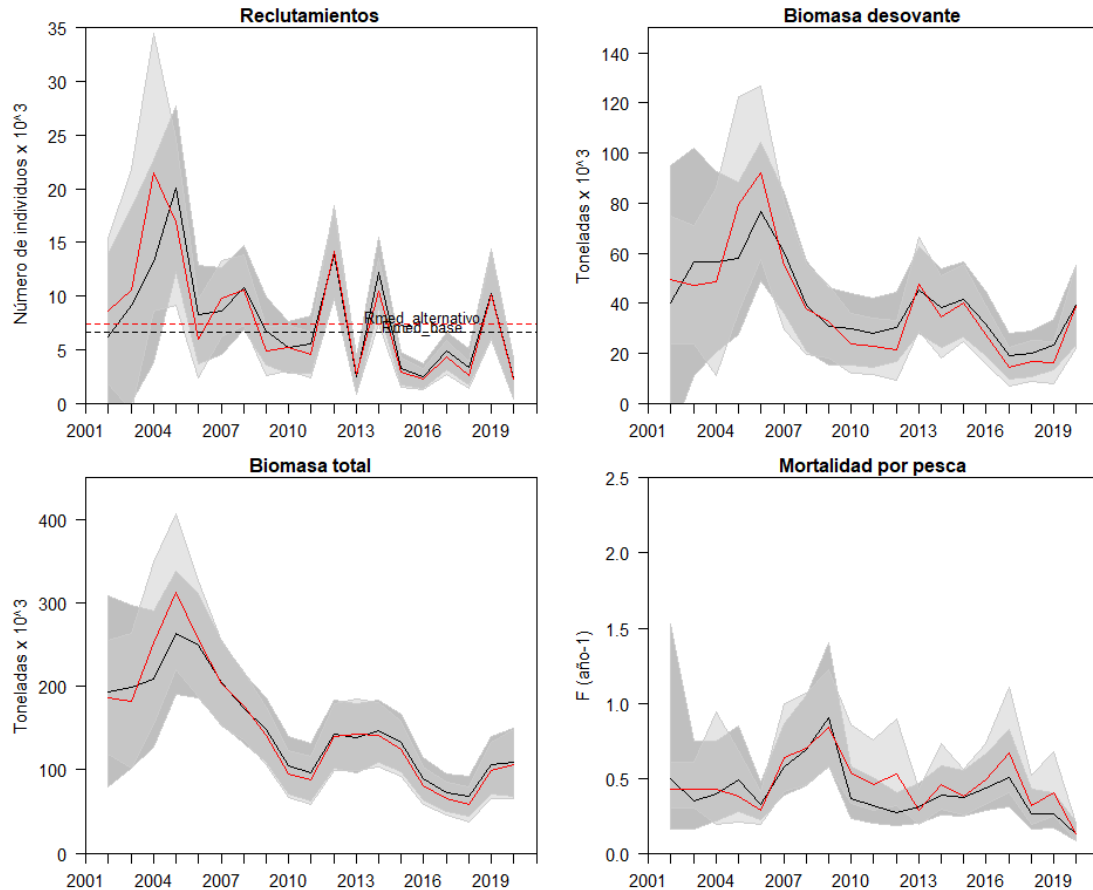 Reclutamientos
Número de individuos x 10^3
35
30
25
20
15
10
5
0
Rmed_alternativo
Rmed_base
2001 2004 2007 2010 2013 2016 2019
Biomasa desovante
Toneladas x 10^3
140
120
100
80
60
40
20
0
2001 2004 2007 2010 2013 2016 2019
Biomasa total
Toneladas x 10^3
400
300
200
100
0
2001 2004 2007 2010 2013 2016 2019
Mortalidad por pesca
F (año-1)
2.5
2.0
1.5
1.0
0.5
0.0
2001 2004 2007 2010 2013 2016 2019